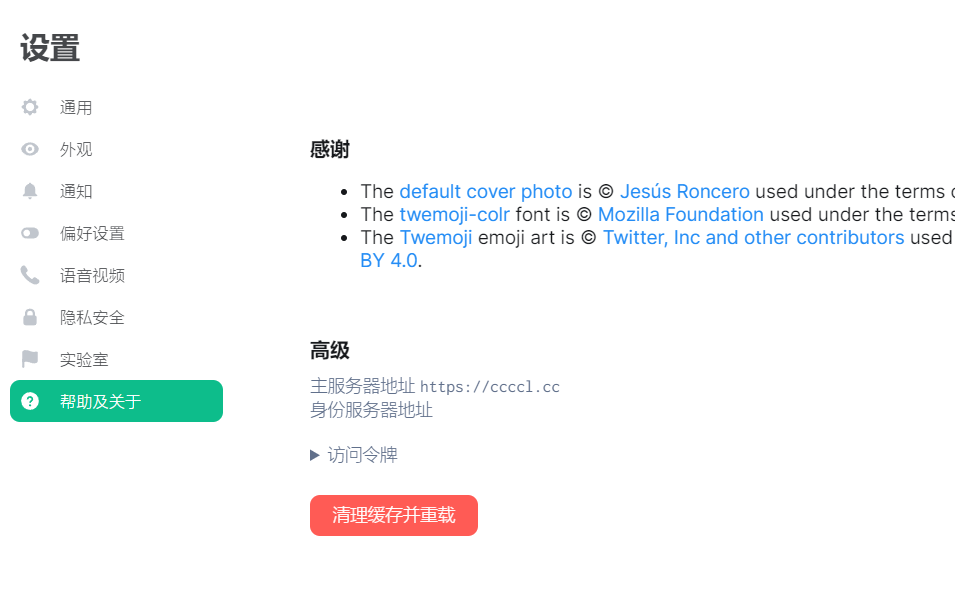 设置
通用
外观
通知
偏好设置
语音视频
隐私安全
实验室
帮助及关于
感谢
The default cover photo is © Jesús Roncero used under the terms
The twemoji-colr font is © Mozilla Foundation used under the terms
The Twemoji emoji art is © Twitter, Inc and other contributors used
BY 4.0.
高级
主服务器地址 https://ccccl.cc
身份服务器地址
访问令牌
清理缓存并重载